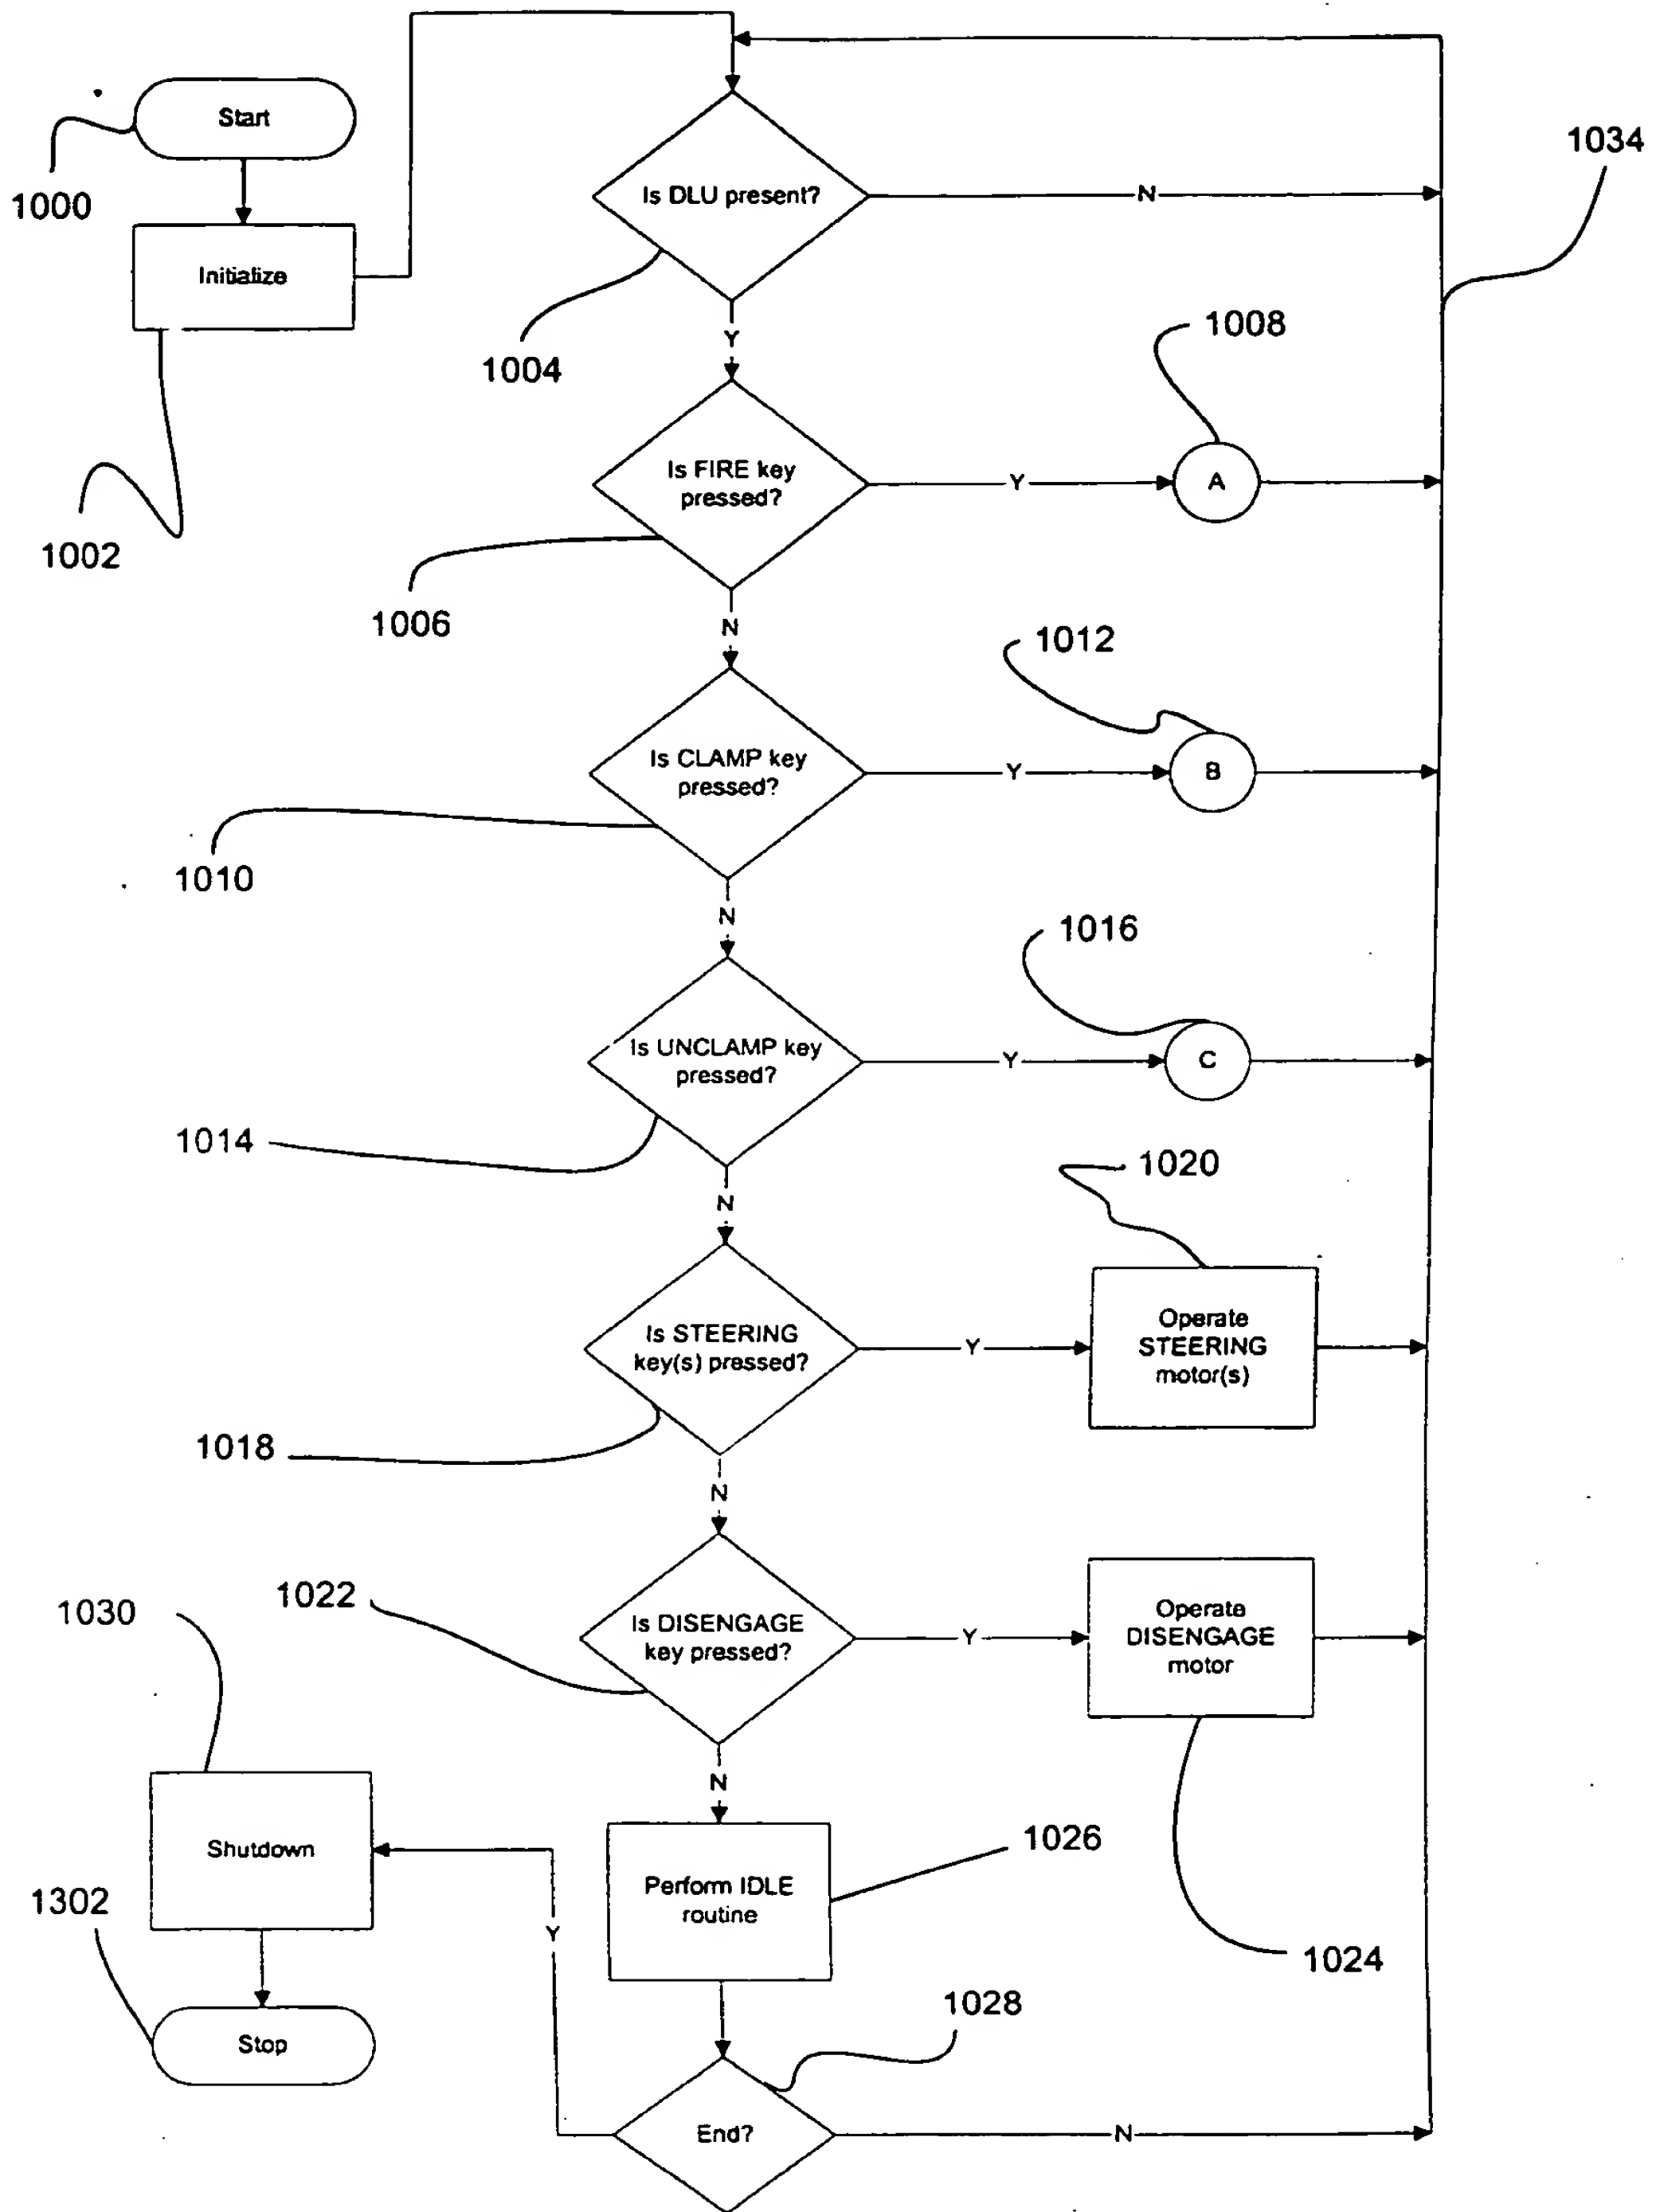 Start
1000
Initialize
1002
Is DLU present?
N
1034
1004
Y
1008
Is FIRE key
pressed?
Y
A
1006
N
1012
Is CLAMP key
pressed?
Y
B
1010
N
1016
Is UNCLAMP key
pressed?
Y
C
1014
N
1020
Is STEERING
key(s) pressed?
Y
Operate
STEERING
motor(s)
1018
N
1022
Is DISENGAGE
key pressed?
Y
Operate
DISENGAGE
motor
1030
N
Shutdown
1026
Perform IDLE
routine
1302
Y
1024
1028
Stop
End?
N